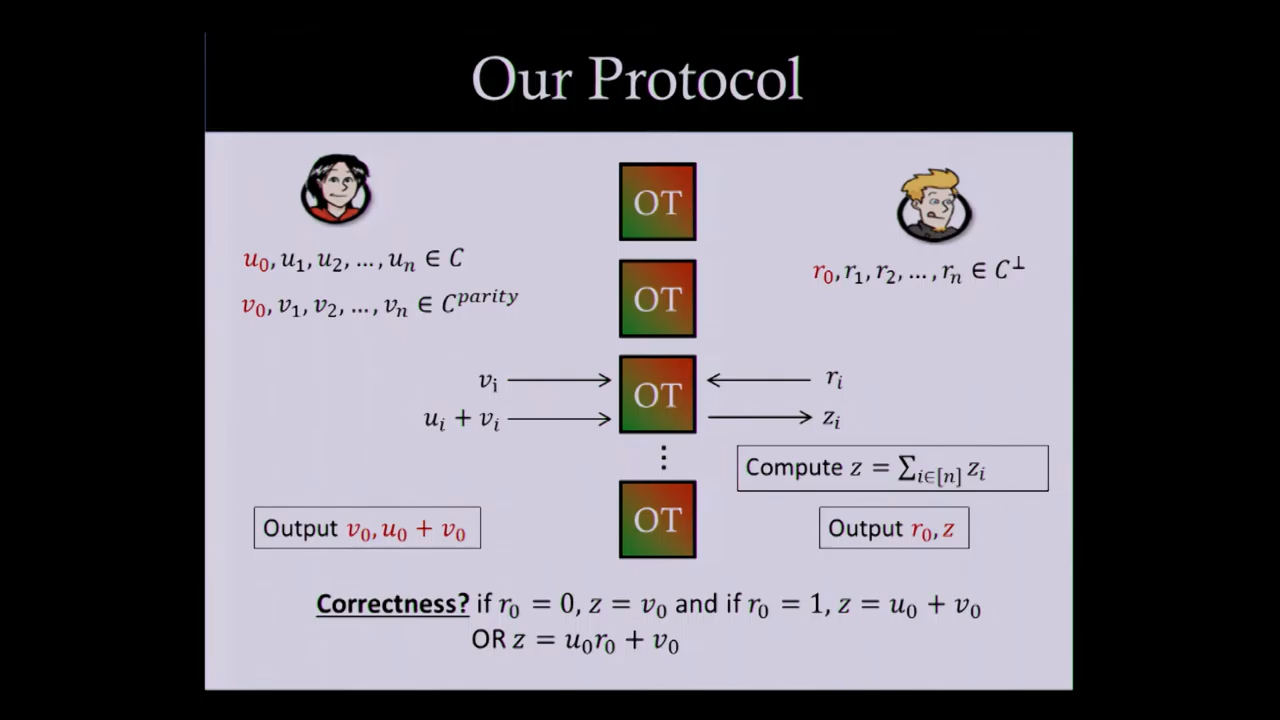 Our Protocol
OT
u₀, u₁, u₂, …, uₙ ∈ C
r₀, r₁, r₂, …, rₙ ∈ C^⊥
v₀, v₁, v₂, …, vₙ ∈ C^parity
OT
vᵢ
OT
rᵢ
uᵢ + vᵢ
zᵢ
⋮
Compute z = ∑_{i∈[n]} zᵢ
Output v₀, u₀ + v₀
OT
Output r₀, z
Correctness? if r₀ = 0, z = v₀ and if r₀ = 1, z = u₀ + v₀
OR z = u₀r₀ + v₀